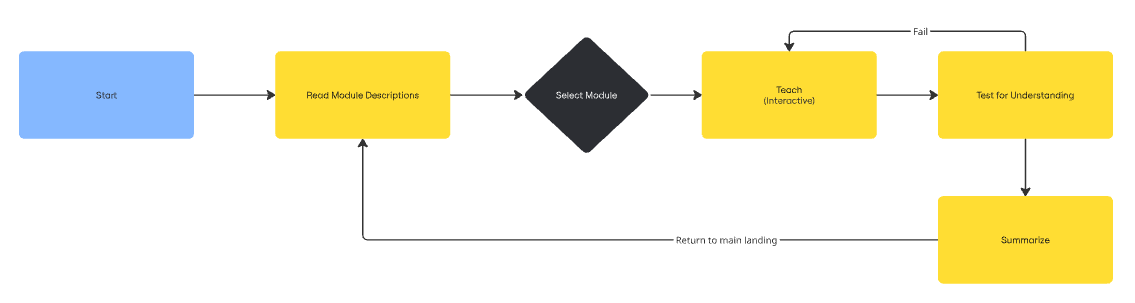 Fail
Start
Read Module Descriptions
Select Module
Teach
(Interactive)
Test for Understanding
Return to main landing
Summarize